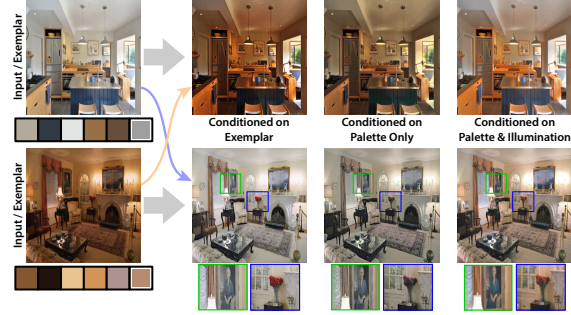 Input / Exemplar
Conditioned on
Exemplar
Conditioned on
Palette Only
Conditioned on
Palette & Illumination
Input / Exemplar